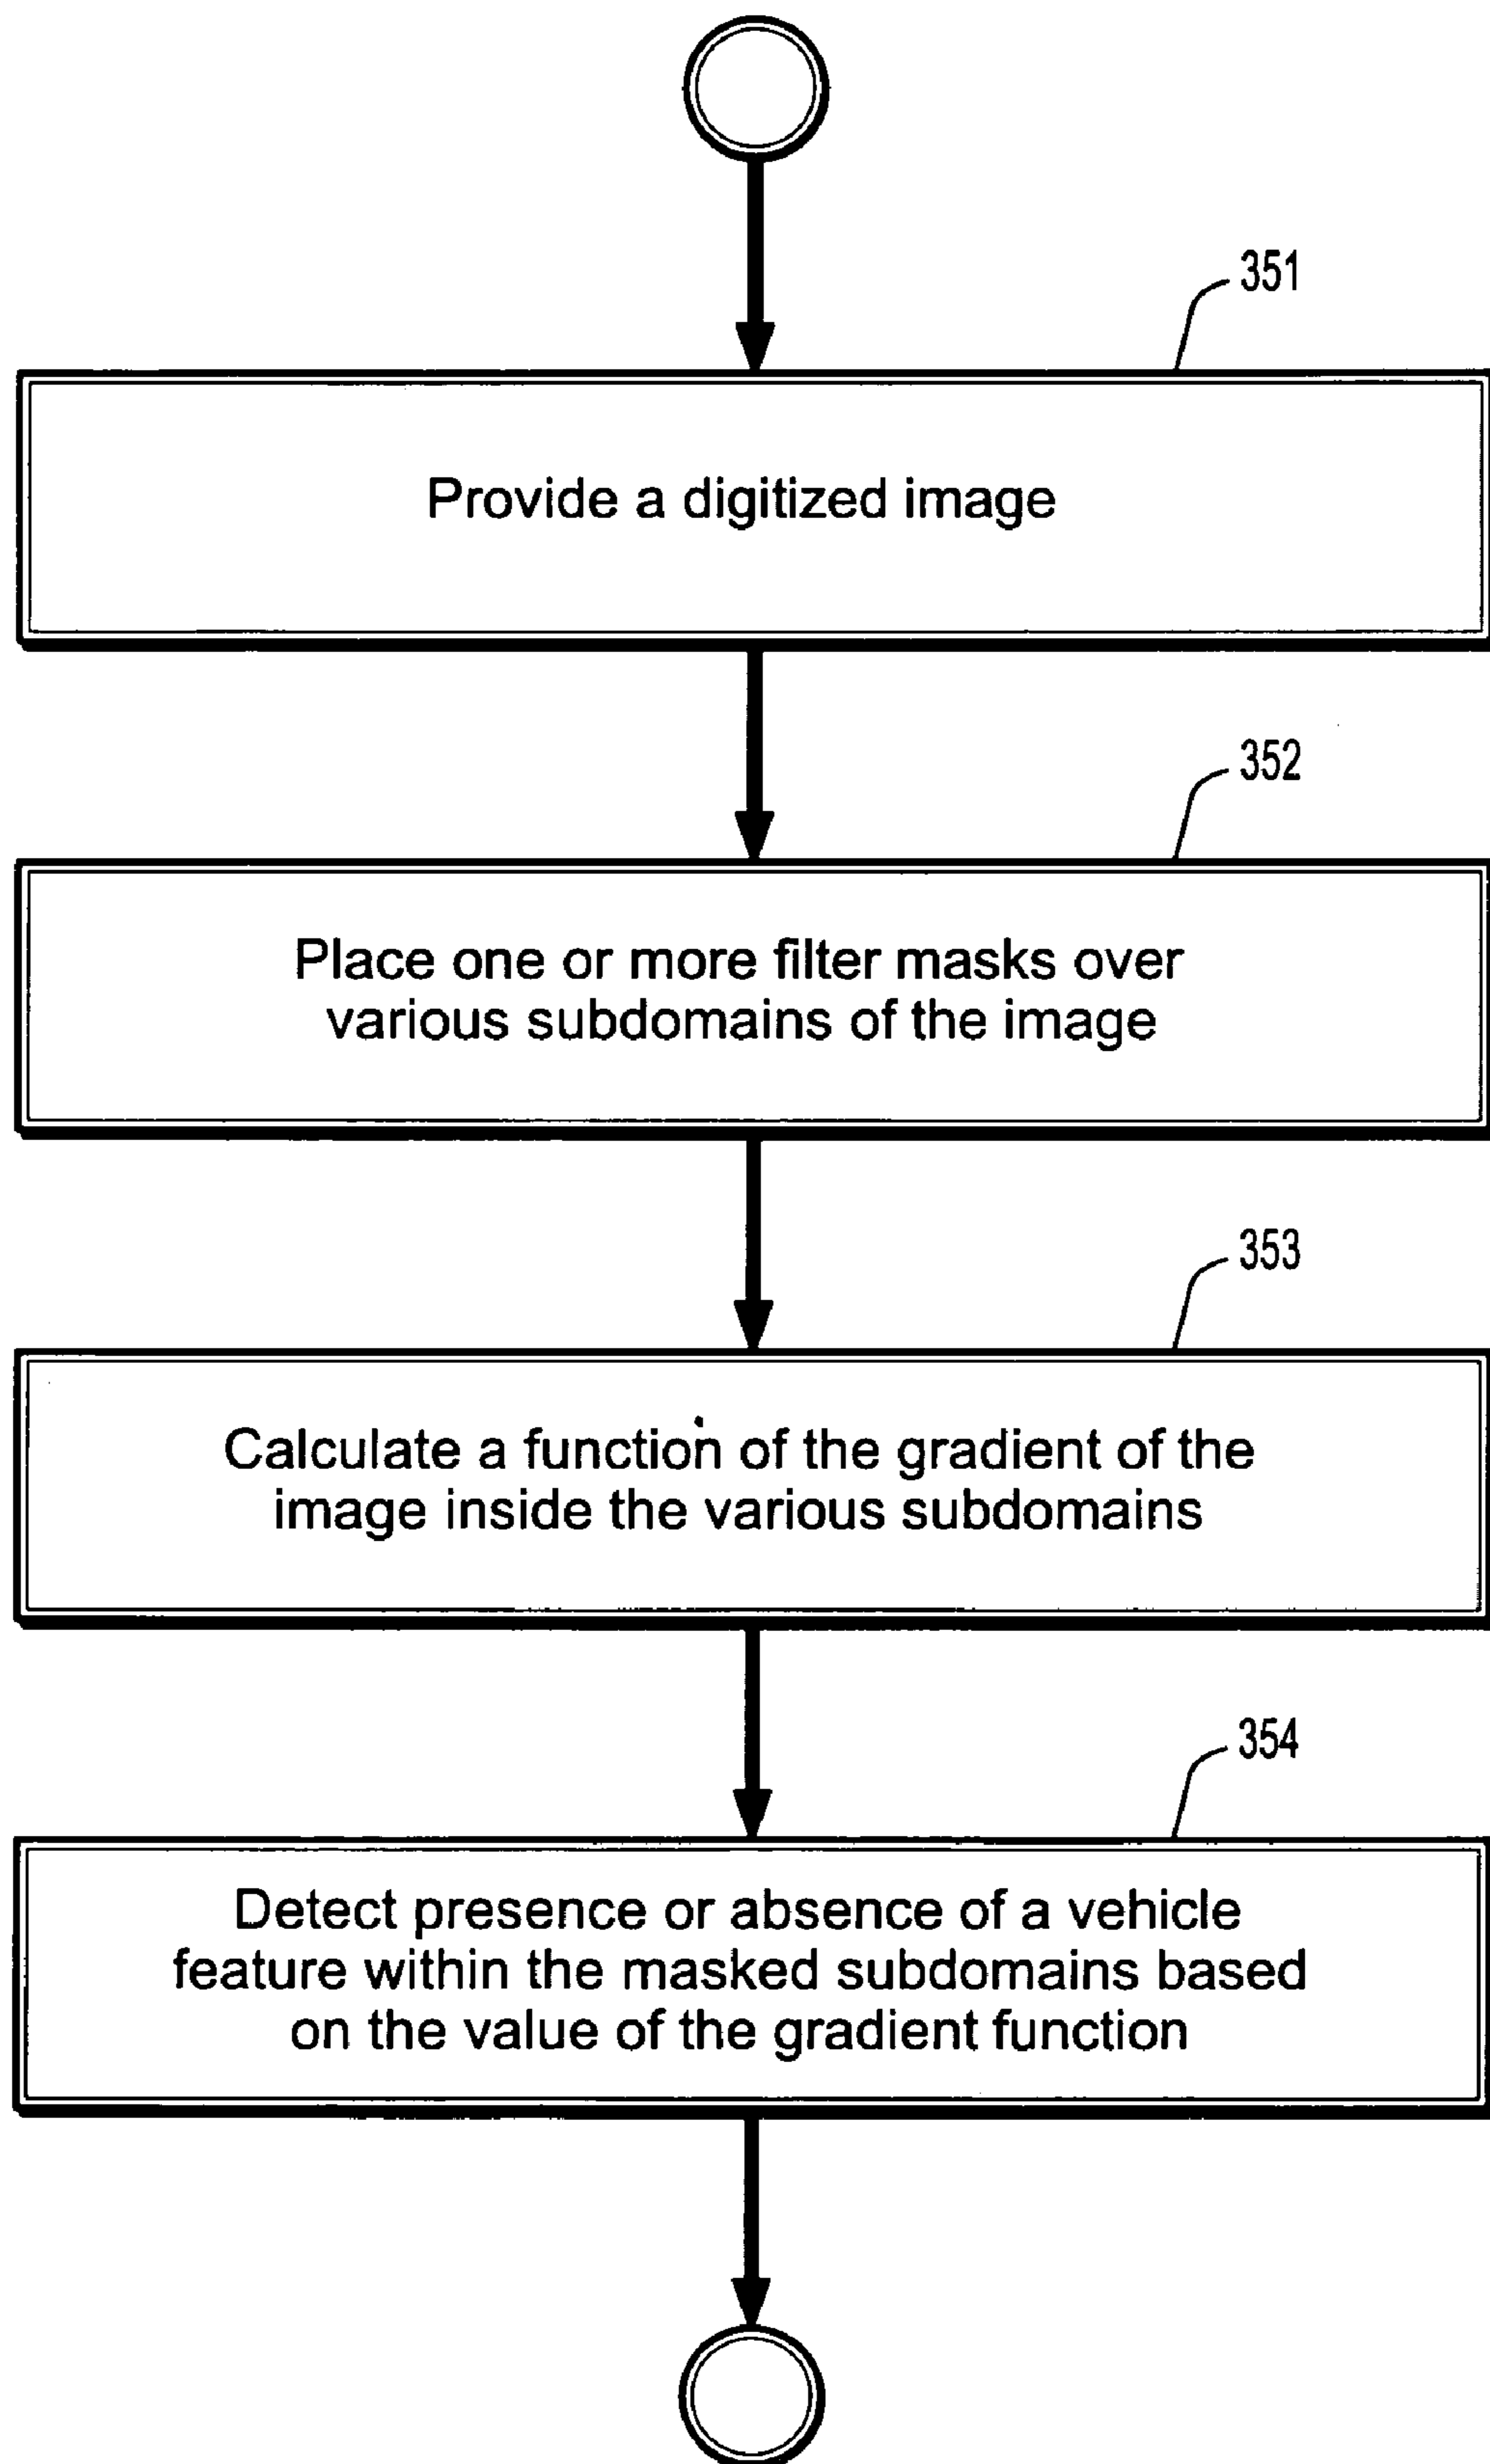 351
Provide a digitized image
352
Place one or more filter masks over
various subdomains of the image
353
Calculate a function of the gradient of the
image inside the various subdomains
354
Detect presence or absence of a vehicle
feature within the masked subdomains based
on the value of the gradient function